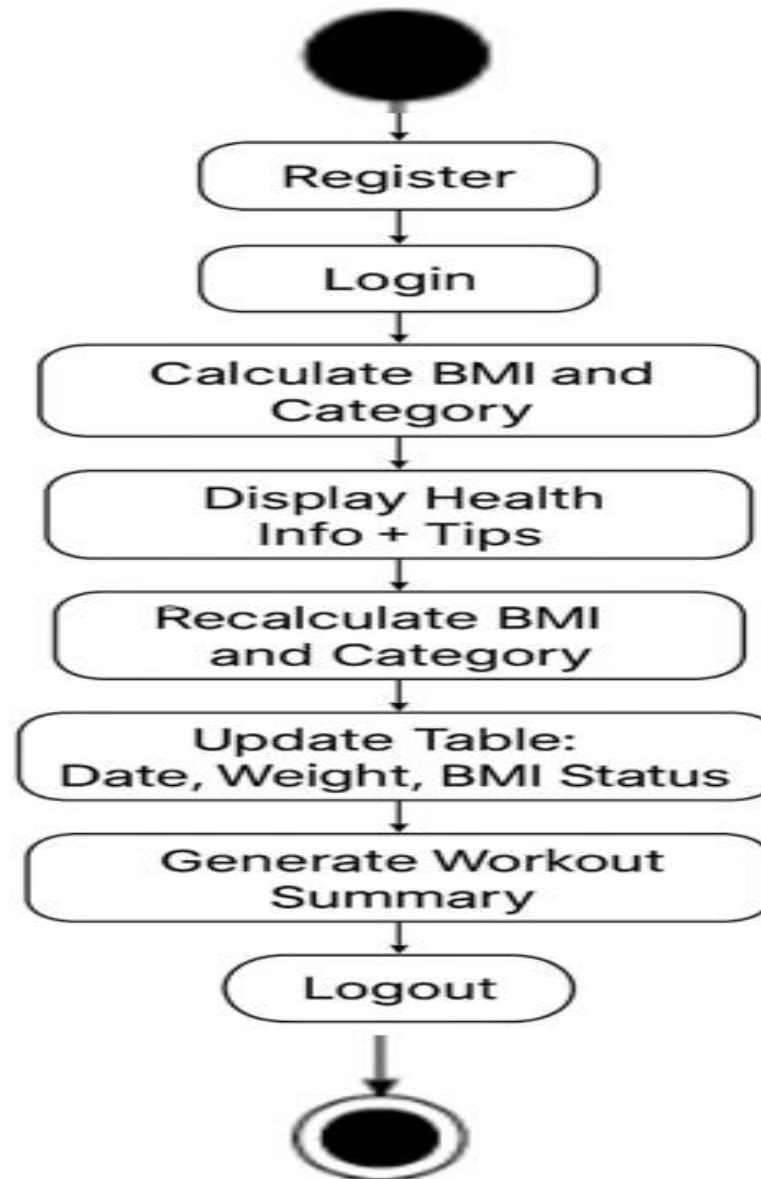 Register
Login
Calculate BMI and
Category
Display Health
Info + Tips
Recalculate BMI
and Category
Update Table:
Date, Weight, BMI Status
Generate Workout
Summary
Logout